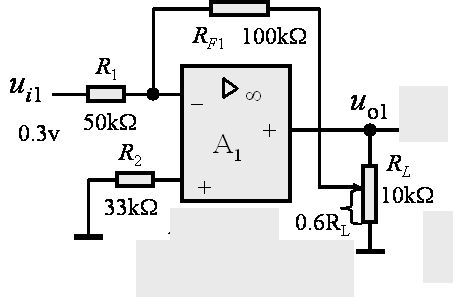 R_F1 100kΩ
R_1
u_i1
▷ ∞
−
+
u_o1
0.3v
50kΩ
A_1
R_2
+
R_L
33kΩ
10kΩ
0.6R_L